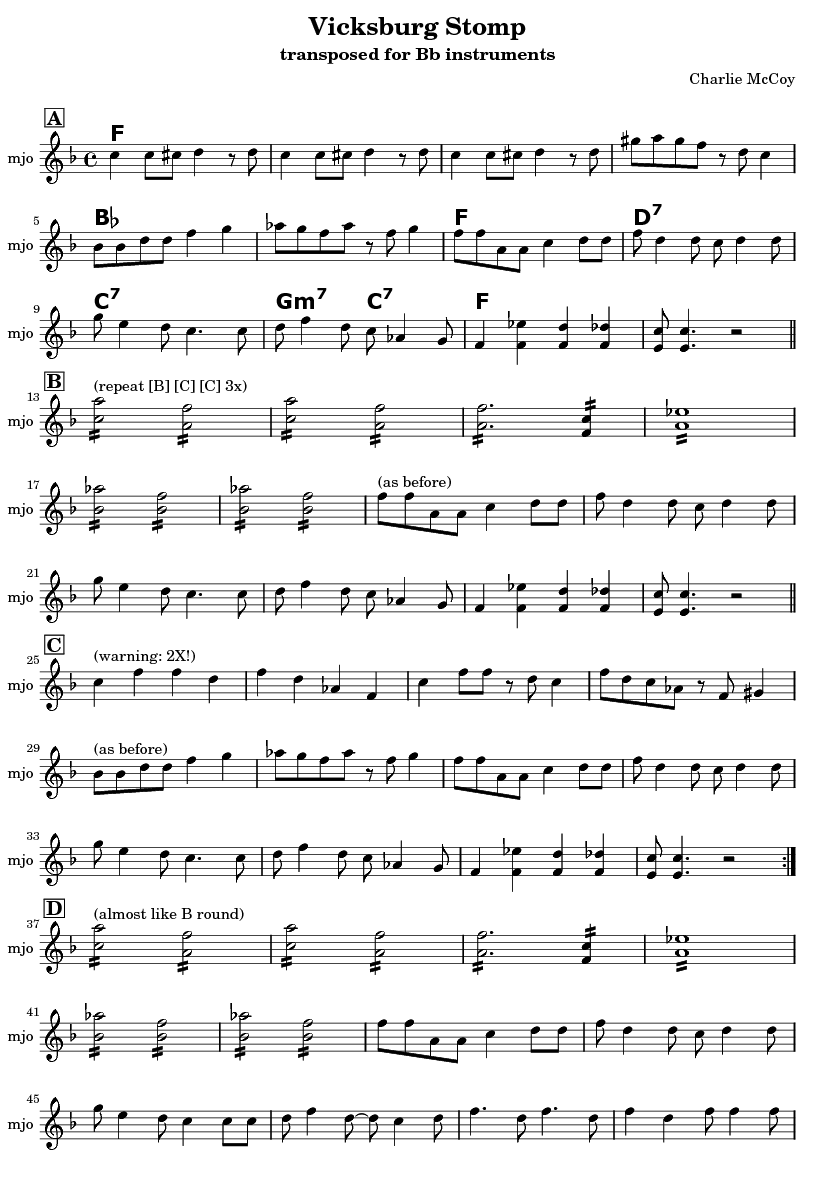 Vicksburg Stomp
transposed for Bb instruments
Charlie McCoy
A
F
mjo
5
B♭ F D7
mjo
9
C7 Gm7 C7 F
mjo
B
(repeat [B] [C] [C] 3x)
13
mjo
17
(as before)
mjo
21
mjo
C
(warning: 2X!)
25
mjo
29
(as before)
mjo
33
mjo
D
(almost like B round)
37
mjo
41
mjo
45
mjo